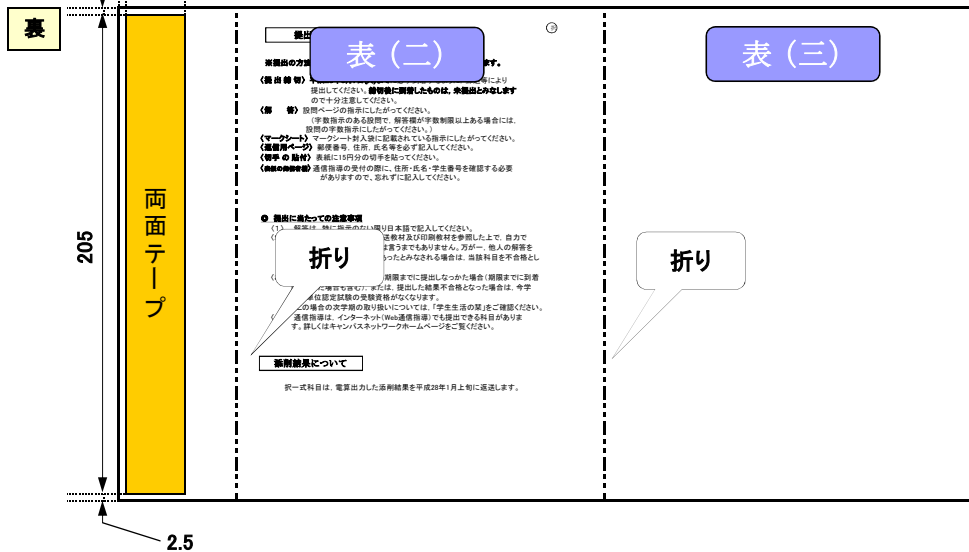 裏
表（二）
表（三）
提出
※提出の方法
ます。
〈提 出 締 切〉
等により
提出してください。締切後に到着したものは，未提出とみなします
ので十分注意してください。
〈解　　答〉 設問ページの指示にしたがってください。
（字数指示のある設問で，解答欄が字数制限以上ある場合には，
設問の字数指示にしたがってください。）
〈マークシート〉 マークシート封入袋に記載されている指示にしたがってください。
〈返信用ページ〉 郵便番号，住所，氏名等を必ず記入してください。
〈切手 の 貼付〉 表紙に15円分の切手を貼ってください。
通信指導の受付の際に、住所・氏名・学生番号を確認する必要
がありますので、忘れずに記入してください。
◎ 提出に当たっての注意事項
（1） 解答は，特に指示のない限り日本語で記入してください。
送教材及び印刷教材を参照した上で，自力で
は言うまでもありません。万が一，他人の解答を
ったとみなされる場合は，当該科目を不合格とし
期限までに提出しなっかた場合（期限までに到着
た場合も含む），または，提出した結果不合格となった場合は，今学
単位認定試験の受験資格がなくなります。
の場合の次学期の取り扱いについては，「学生生活の栞」をご確認ください。
通信指導は，インターネット（Web通信指導）でも提出できる科目がありま
す。詳しくはキャンパスネットワークホームページをご覧ください。
折り
折り
添削結果について
択一式科目は，電算出力した添削結果を平成28年1月上旬に返送します。
両面テープ
205
2.5